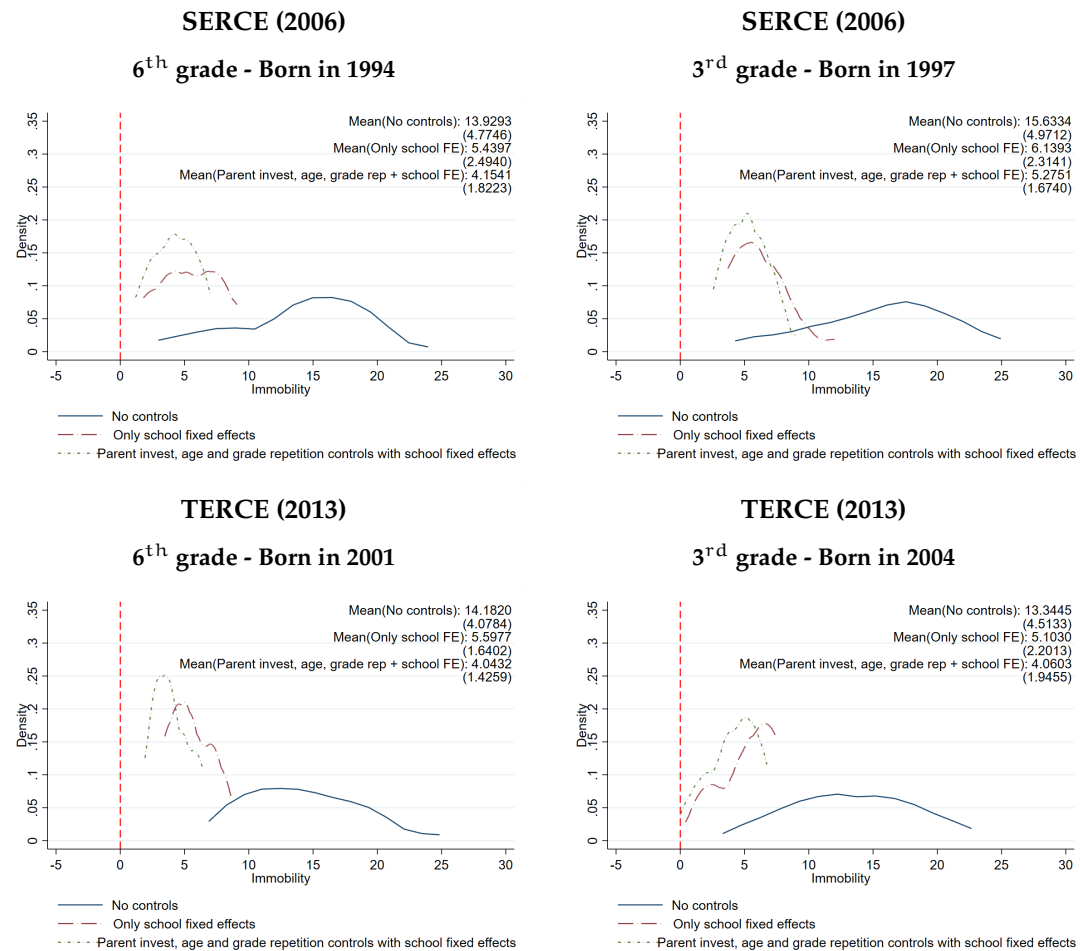 SERCE (2006)
6th grade - Born in 1994
Mean(No controls): 13.9293
(4.7746)
Mean(Only school FE): 5.4397
(2.4940)
Mean(Parent invest, age, grade rep + school FE): 4.1541
(1.8223)
Density
.35
.3
.25
.2
.15
.1
.05
0
-5 0 5 10 15 20 25 30
Immobility
No controls
Only school fixed effects
Parent invest, age and grade repetition controls with school fixed effects
SERCE (2006)
3rd grade - Born in 1997
Mean(No controls): 15.6334
(4.9712)
Mean(Only school FE): 6.1393
(2.3141)
Mean(Parent invest, age, grade rep + school FE): 5.2751
(1.6740)
Density
.35
.3
.25
.2
.15
.1
.05
0
-5 0 5 10 15 20 25 30
Immobility
No controls
Only school fixed effects
Parent invest, age and grade repetition controls with school fixed effects
TERCE (2013)
6th grade - Born in 2001
Mean(No controls): 14.1820
(4.0784)
Mean(Only school FE): 5.5977
(1.6402)
Mean(Parent invest, age, grade rep + school FE): 4.0432
(1.4259)
Density
.35
.3
.25
.2
.15
.1
.05
0
-5 0 5 10 15 20 25 30
Immobility
No controls
Only school fixed effects
Parent invest, age and grade repetition controls with school fixed effects
TERCE (2013)
3rd grade - Born in 2004
Mean(No controls): 13.3445
(4.5133)
Mean(Only school FE): 5.1030
(2.2013)
Mean(Parent invest, age, grade rep + school FE): 4.0603
(1.9455)
Density
.35
.3
.25
.2
.15
.1
.05
0
-5 0 5 10 15 20 25 30
Immobility
No controls
Only school fixed effects
Parent invest, age and grade repetition controls with school fixed effects